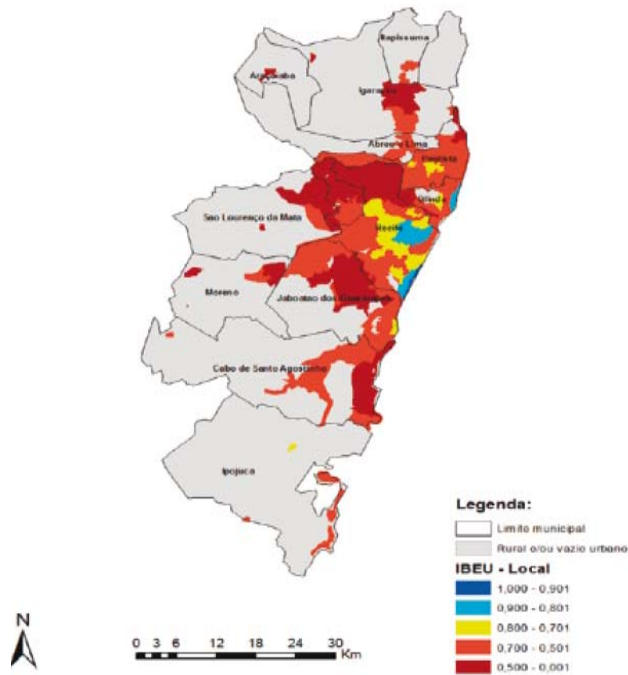 Itapissuma
Araçoiaba
Igarassu
Abreu e Lima
Paulista
Olinda
Sao Lourenço da Mata
Recife
Moreno
Jaboatao dos Guararapes
Cabo de Santo Agostinho
Ipojuca
Legenda:
Limite municipal
Rural e/ou vazio urbano
IBEU - Local
1,000 - 0,901
0,900 - 0,801
0,800 - 0,701
0,700 - 0,501
0,500 - 0,001
N
0 3 6 12 18 24 30
Km